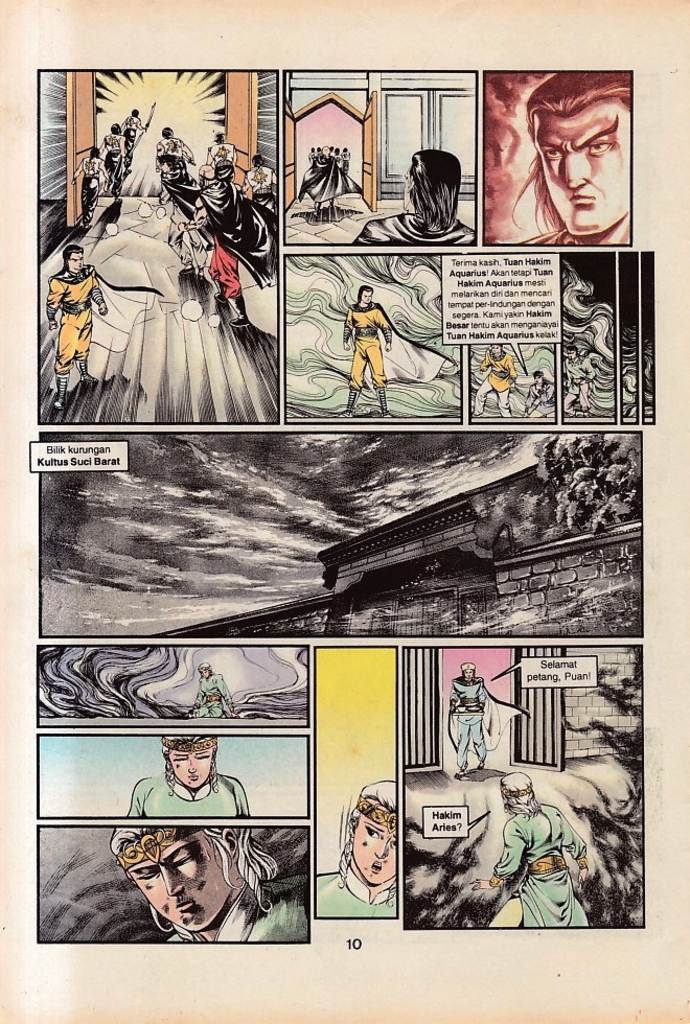 Terima kasih, Tuan Hakim
Aquarius! Akan tetapi Tuan
Hakim Aquarius mesti
melarikan diri dan mencari
tempat per-lindungan dengan
segera. Kami yakin Hakim
Besar tentu akan menganiayai
Tuan Hakim Aquarius kelak!
Bilik kurungan
Kultus Suci Barat
Selamat
petang, Puan!
Hakim
Aries?
10